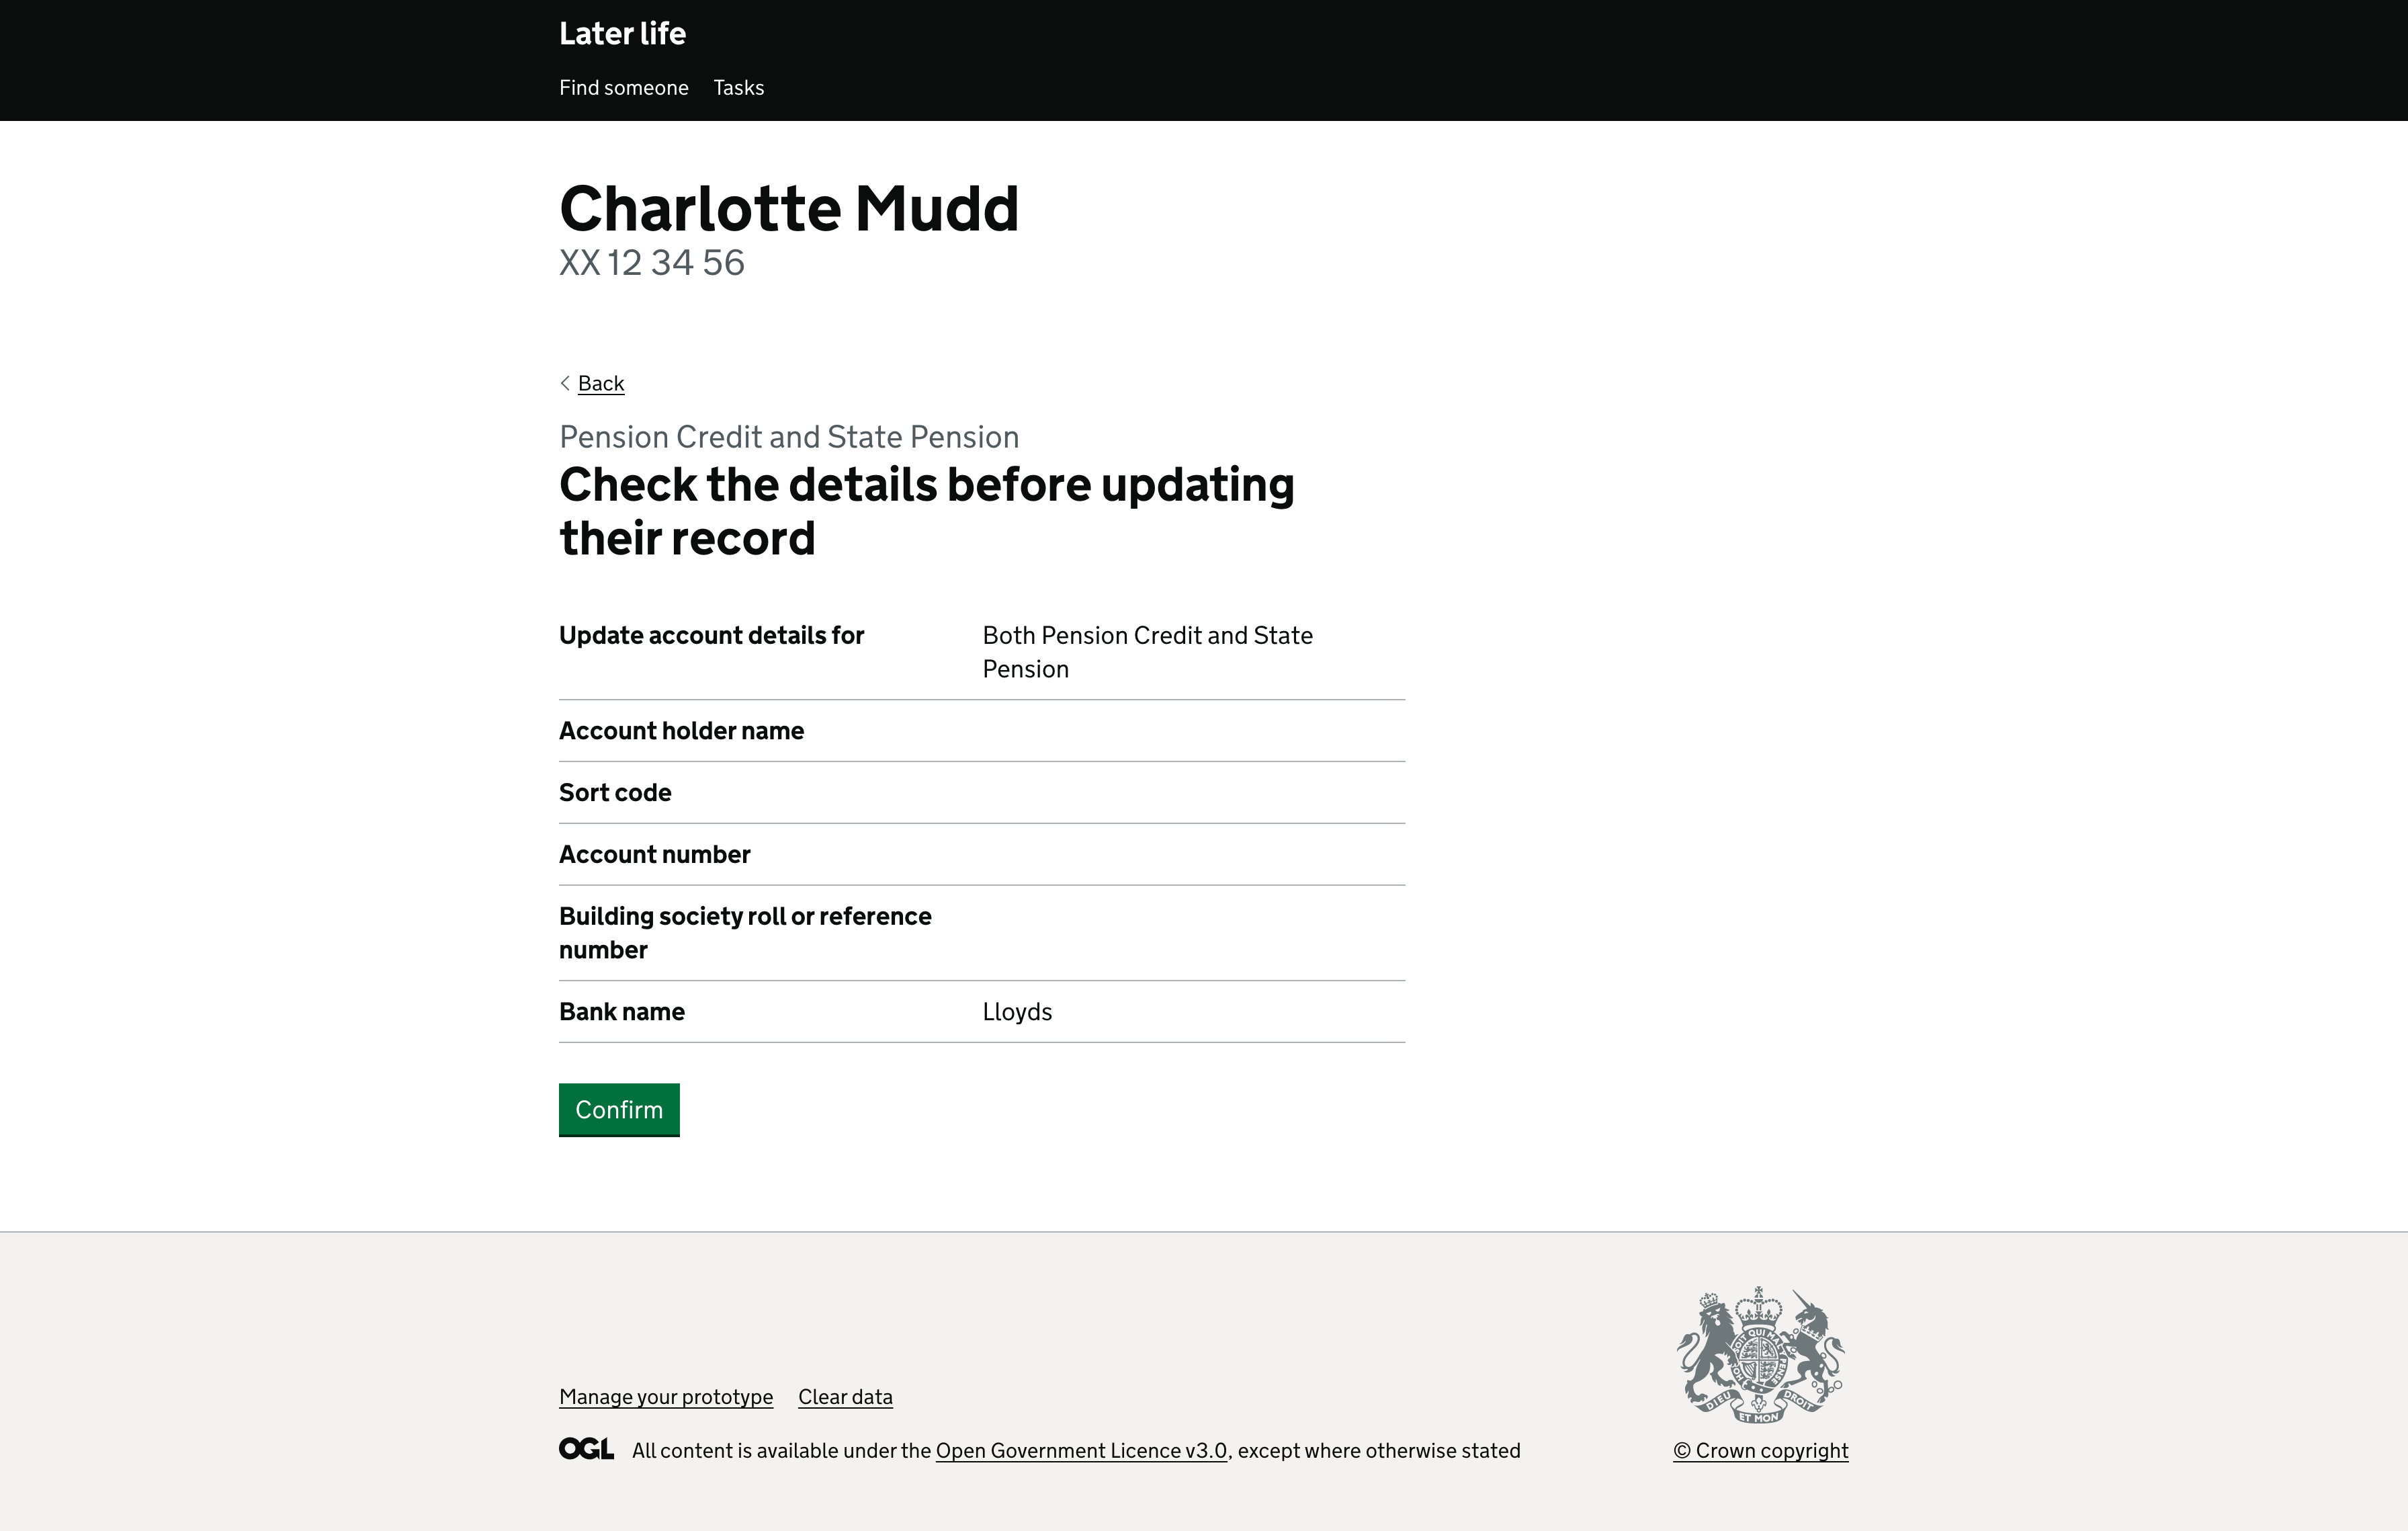 Later life
Find someone Tasks
Charlotte Mudd
XX 12 34 56
Back
Pension Credit and State Pension
Check the details before updating
their record
Update account details for Both Pension Credit and State
Pension
Account holder name
Sort code
Account number
Building society roll or reference
number
Bank name Lloyds
Confirm
Manage your prototype Clear data
OGL All content is available under the Open Government Licence v3.0, except where otherwise stated
DIEU ET MON DROIT
© Crown copyright